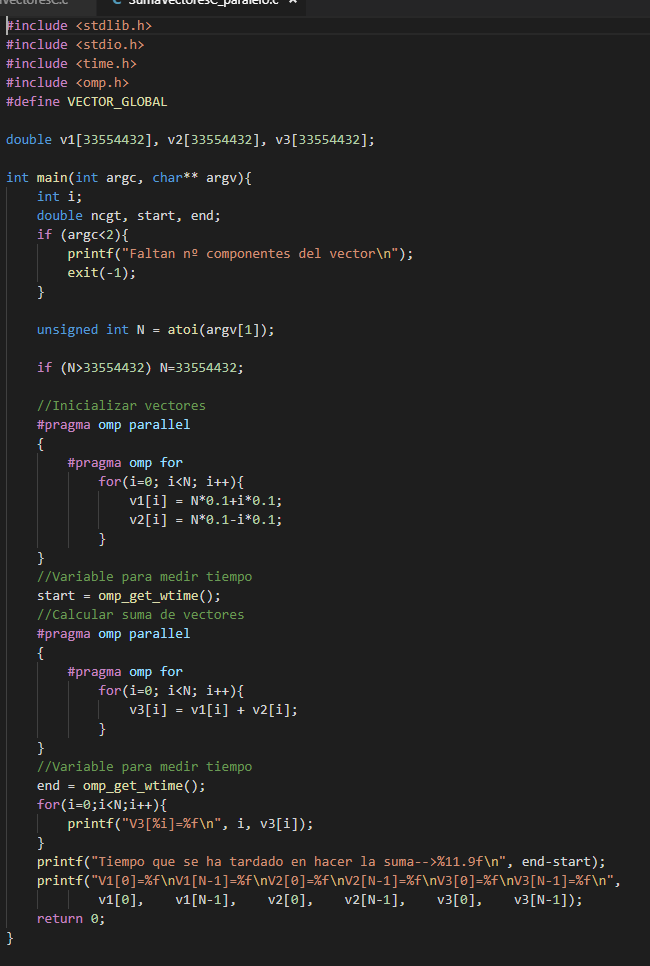 SumaVectoresC_paralelo.c ×
#include <stdlib.h>
#include <stdio.h>
#include <time.h>
#include <omp.h>
#define VECTOR_GLOBAL

double v1[33554432], v2[33554432], v3[33554432];

int main(int argc, char** argv){
    int i;
    double ncgt, start, end;
    if (argc<2){
        printf("Faltan nº componentes del vector\n");
        exit(-1);
    }

    unsigned int N = atoi(argv[1]);

    if (N>33554432) N=33554432;

    //Inicializar vectores
    #pragma omp parallel
    {
        #pragma omp for
            for(i=0; i<N; i++){
                v1[i] = N*0.1+i*0.1;
                v2[i] = N*0.1-i*0.1;
            }
    }
    //Variable para medir tiempo
    start = omp_get_wtime();
    //Calcular suma de vectores
    #pragma omp parallel
    {
        #pragma omp for
            for(i=0; i<N; i++){
                v3[i] = v1[i] + v2[i];
            }
    }
    //Variable para medir tiempo
    end = omp_get_wtime();
    for(i=0;i<N;i++){
        printf("V3[%i]=%f\n", i, v3[i]);
    }
    printf("Tiempo que se ha tardado en hacer la suma-->%11.9f\n", end-start);
    printf("V1[0]=%f\nV1[N-1]=%f\nV2[0]=%f\nV2[N-1]=%f\nV3[0]=%f\nV3[N-1]=%f\n",
            v1[0],    v1[N-1],    v2[0],    v2[N-1],    v3[0],    v3[N-1]);
    return 0;
}